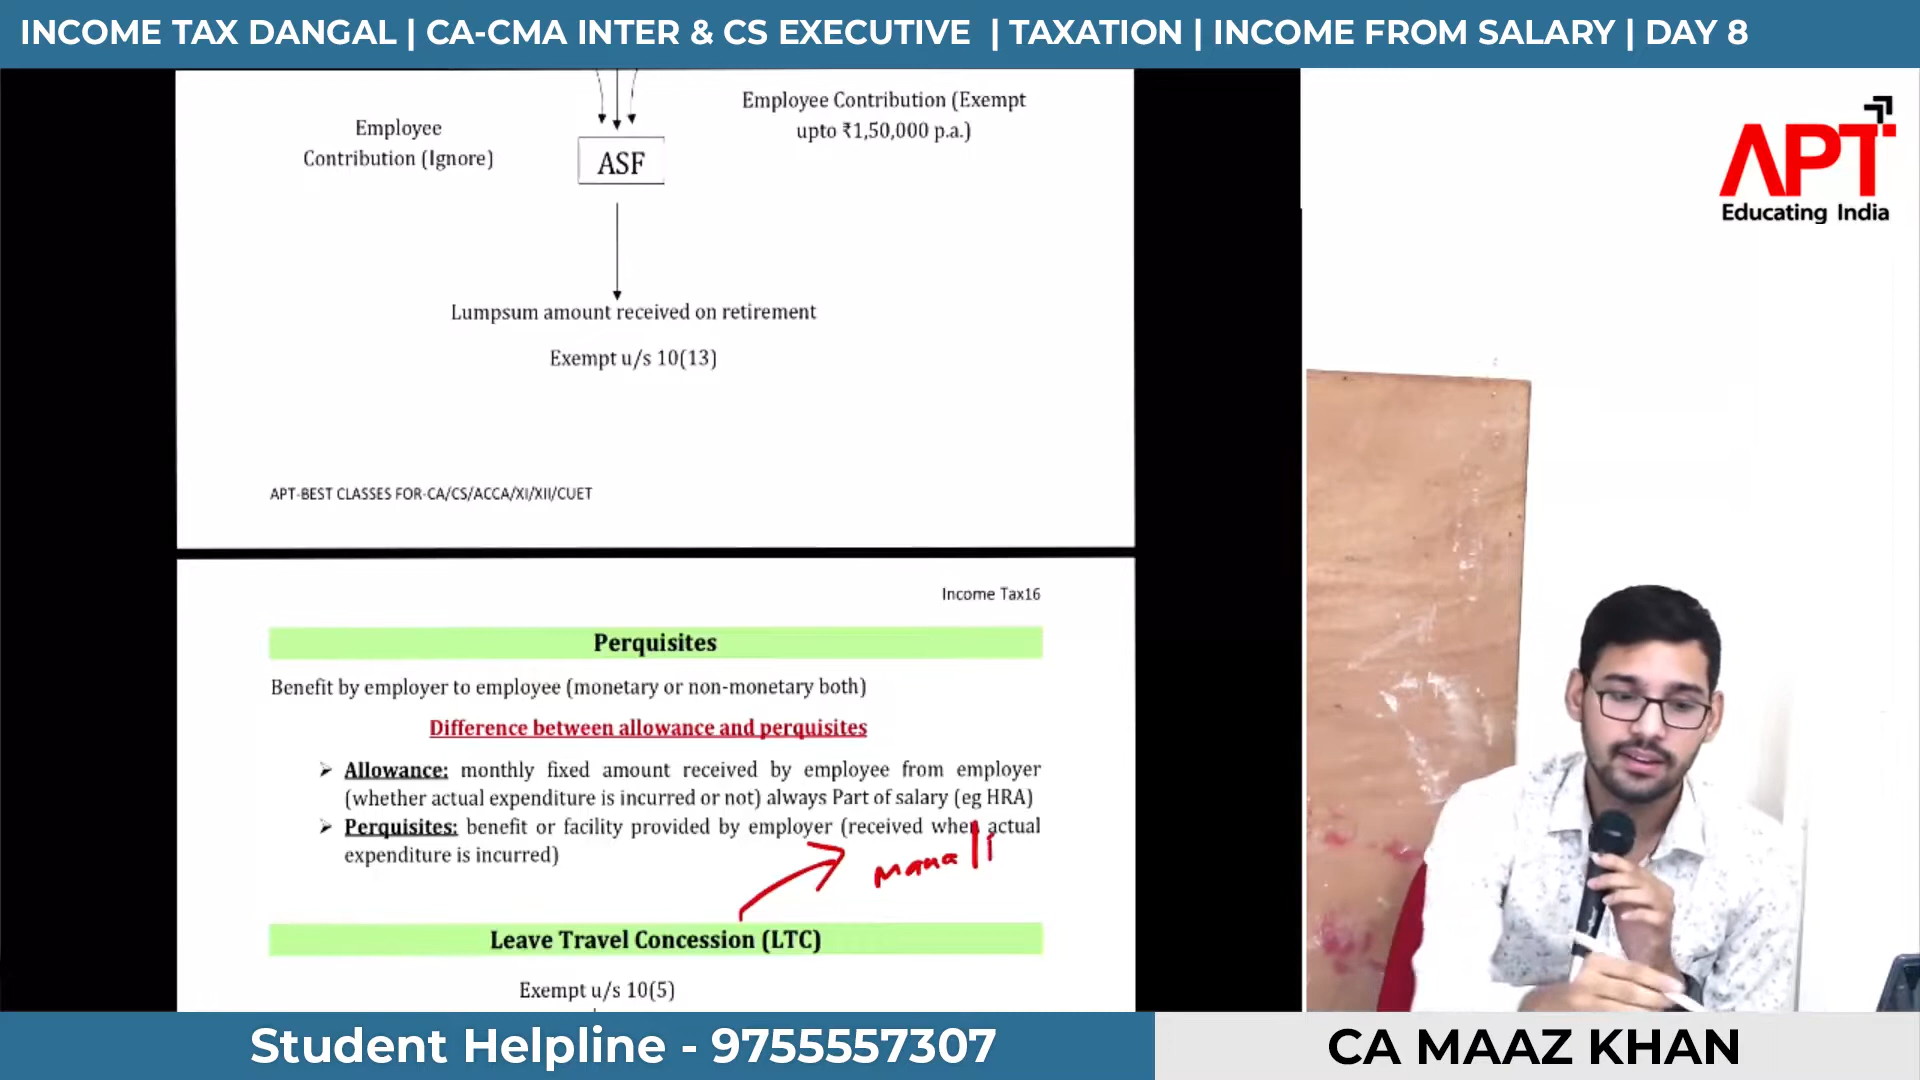 INCOME TAX DANGAL | CA-CMA INTER & CS EXECUTIVE | TAXATION | INCOME FROM SALARY | DAY 8
Employee Contribution (Exempt
upto ₹1,50,000 p.a.)
Employee
Contribution (Ignore)
ASF
Lumpsum amount received on retirement
Exempt u/s 10(13)
APT-BEST CLASSES FOR-CA/CS/ACCA/XI/XII/CUET
Income Tax16
Perquisites
Benefit by employer to employee (monetary or non-monetary both)
Difference between allowance and perquisites
➢ Allowance: monthly fixed amount received by employee from employer
(whether actual expenditure is incurred or not) always Part of salary (eg HRA)
➢ Perquisites: benefit or facility provided by employer (received when actual
expenditure is incurred)
manali
Leave Travel Concession (LTC)
Exempt u/s 10(5)
APT
Educating India
Student Helpline - 9755557307
CA MAAZ KHAN